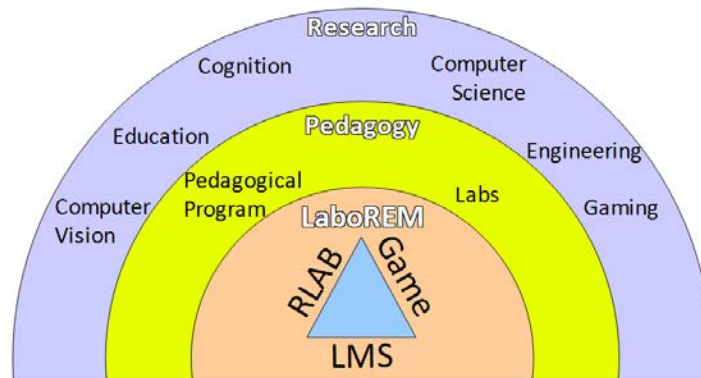 Research
Cognition
Computer
Science
Education
Engineering
Computer
Vision
Gaming
Pedagogy
Pedagogical
Program
Labs
LaboREM
RLAB
Game
LMS